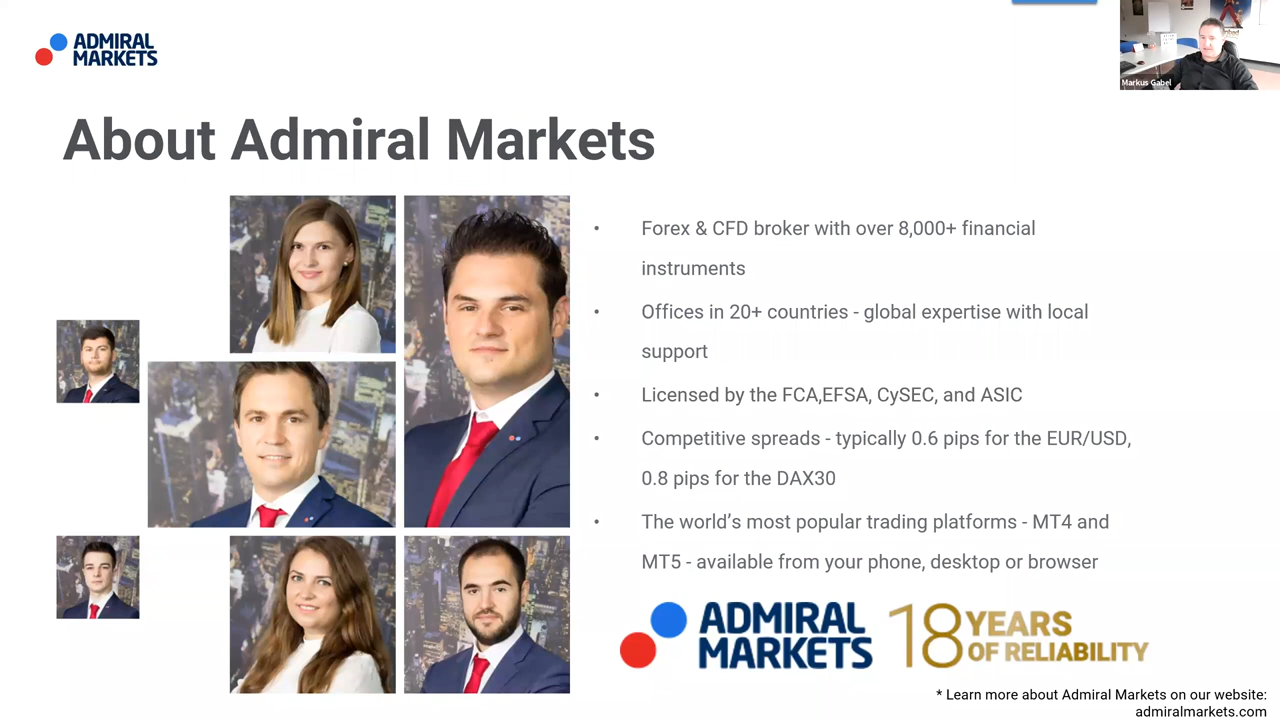 ADMIRAL
MARKETS
Markus Gabel
About Admiral Markets
• Forex & CFD broker with over 8,000+ financial
instruments
• Offices in 20+ countries - global expertise with local
support
• Licensed by the FCA,EFSA, CySEC, and ASIC
• Competitive spreads - typically 0.6 pips for the EUR/USD,
0.8 pips for the DAX30
• The world’s most popular trading platforms - MT4 and
MT5 - available from your phone, desktop or browser
ADMIRAL
MARKETS
18 YEARS
OF RELIABILITY
* Learn more about Admiral Markets on our website:
admiralmarkets.com